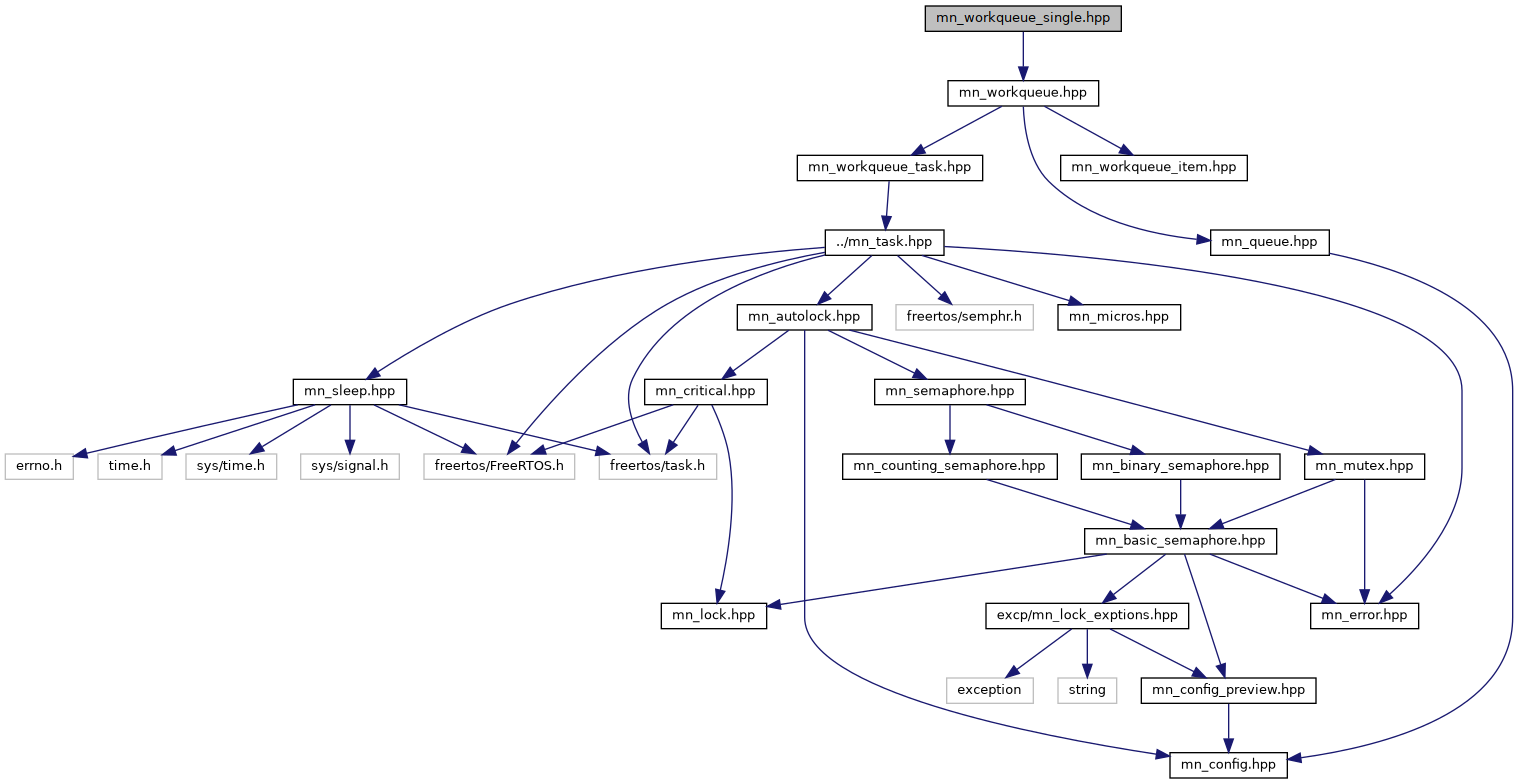 mn_workqueue_single.hpp
mn_workqueue.hpp
mn_workqueue_task.hpp
mn_workqueue_item.hpp
../mn_task.hpp
mn_queue.hpp
mn_autolock.hpp
freertos/semphr.h
mn_micros.hpp
mn_sleep.hpp
mn_critical.hpp
mn_semaphore.hpp
errno.h
time.h
sys/time.h
sys/signal.h
freertos/FreeRTOS.h
freertos/task.h
mn_counting_semaphore.hpp
mn_binary_semaphore.hpp
mn_mutex.hpp
mn_basic_semaphore.hpp
mn_lock.hpp
excp/mn_lock_exptions.hpp
mn_error.hpp
exception
string
mn_config_preview.hpp
mn_config.hpp